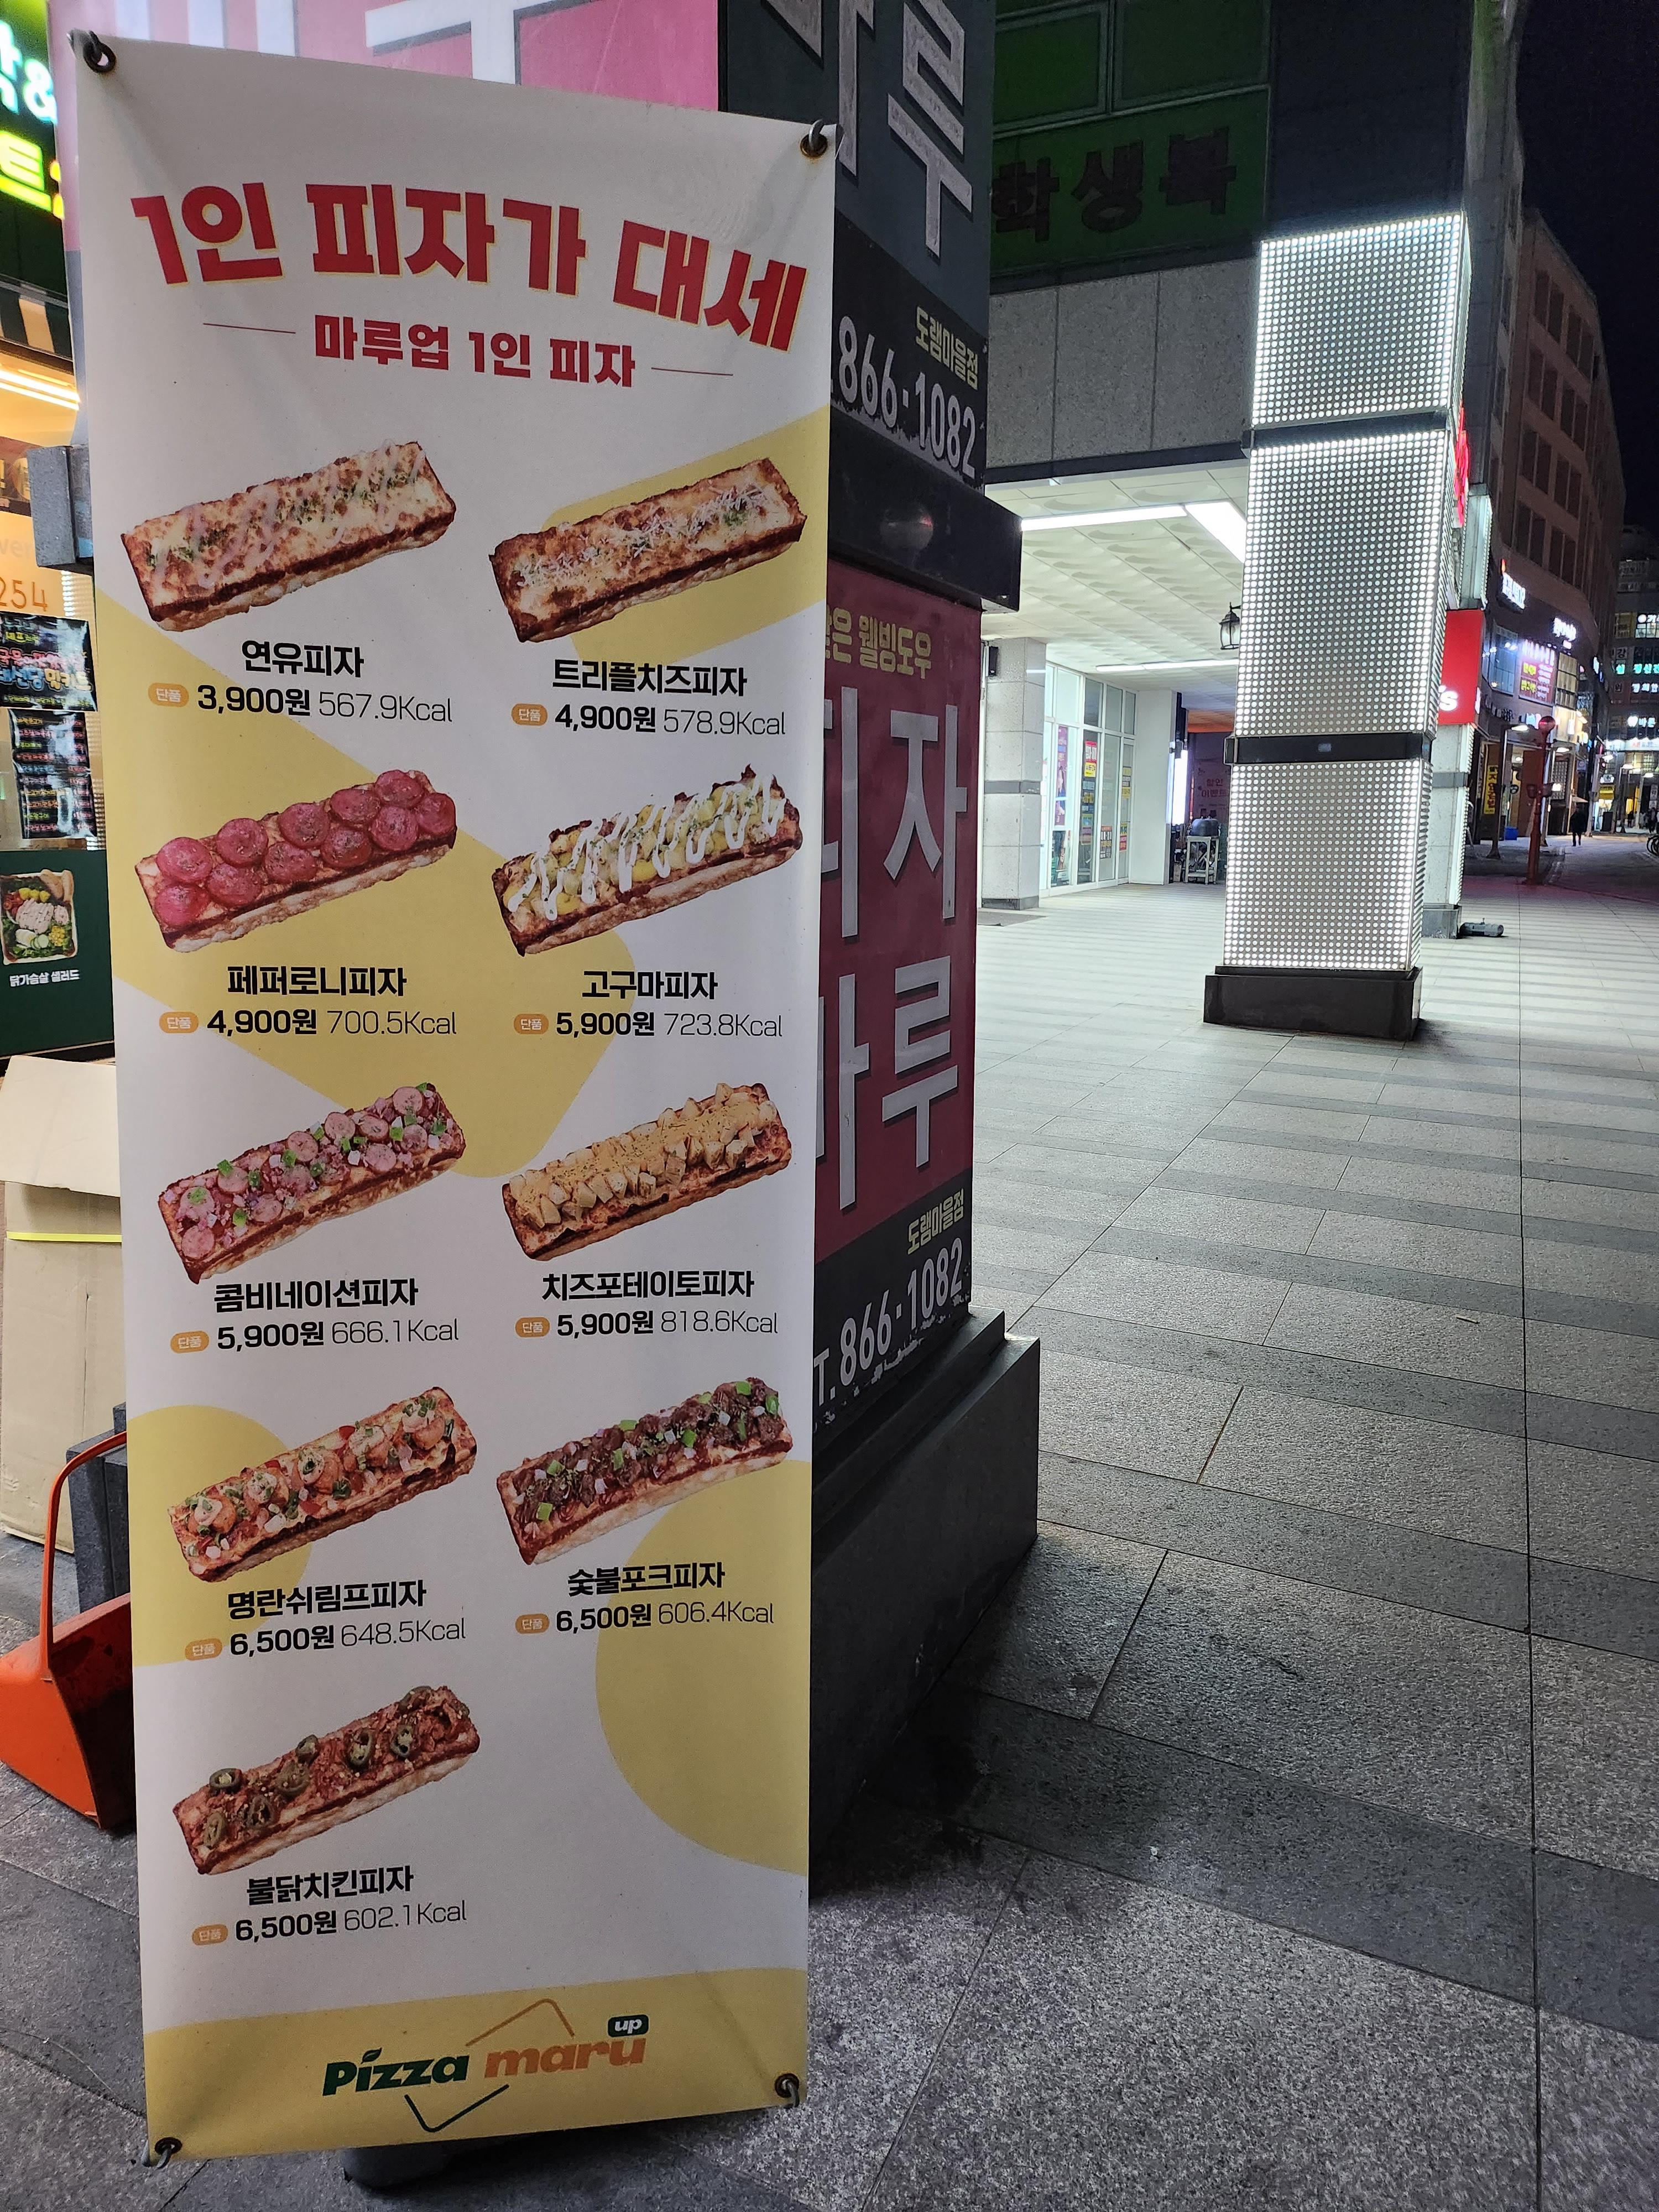 1인 피자가 대세
마루업 1인 피자
연유피자
단품 3,900원 567.9Kcal
트리플치즈피자
단품 4,900원 578.9Kcal
페퍼로니피자
단품 4,900원 700.5Kcal
고구마피자
단품 5,900원 723.8Kcal
콤비네이션피자
단품 5,900원 666.1Kcal
치즈포테이토피자
단품 5,900원 818.6Kcal
명란쉬림프피자
단품 6,500원 648.5Kcal
숯불포크피자
단품 6,500원 606.4Kcal
불닭치킨피자
단품 6,500원 602.1Kcal
Pizza maru up
루
도램마을점
866·1082
웰빙도우
피자
마루
도램마을점
T. 866·1082
학생복
254
닭가슴살 샐러드